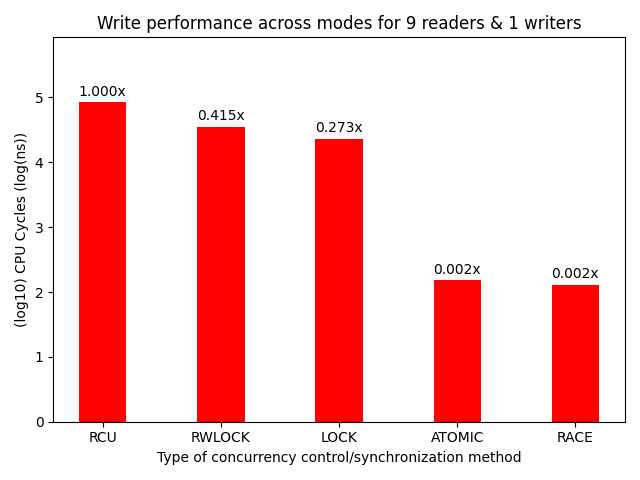 Write performance across modes for 9 readers & 1 writers
1.000x
0.415x
0.273x
0.002x
0.002x
5
4
3
2
1
0
(log10) CPU Cycles (log(ns))
RCU
RWLOCK
LOCK
ATOMIC
RACE
Type of concurrency control/synchronization method